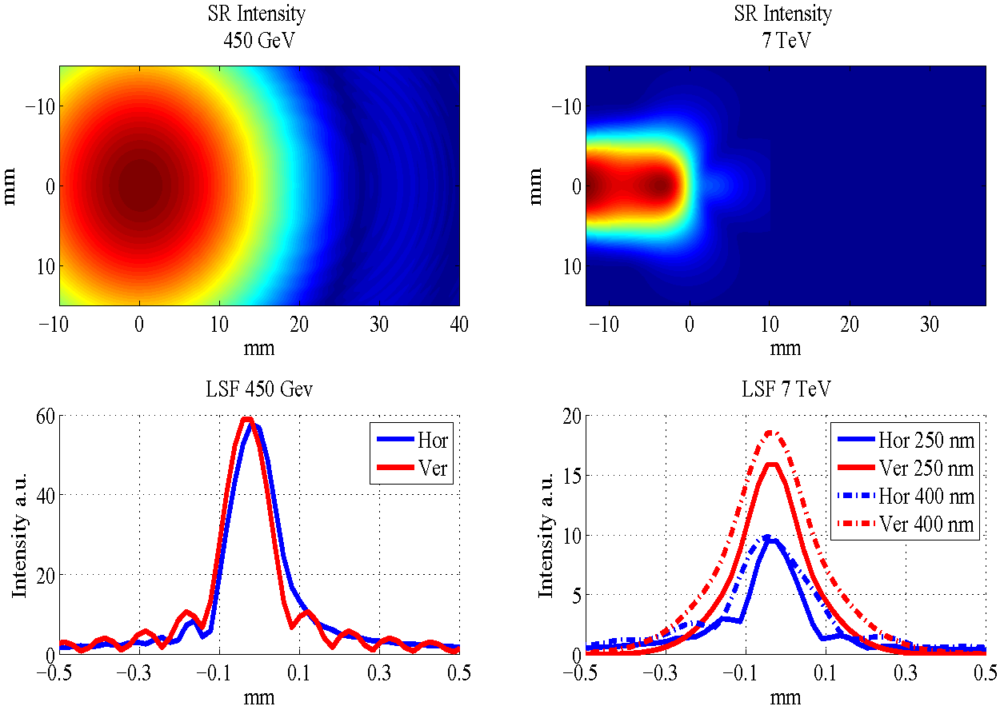 SR Intensity
450 GeV
mm
−10
0
10
−10 0 10 20 30 40
mm
SR Intensity
7 TeV
mm
−10
0
10
−10 0 10 20 30
mm
LSF 450 Gev
Intensity a.u.
60
40
20
0
Hor
Ver
−0.5 −0.3 −0.1 0.1 0.3 0.5
mm
LSF 7 TeV
Intensity a.u.
20
15
10
5
0
Hor 250 nm
Ver 250 nm
Hor 400 nm
Ver 400 nm
−0.5 −0.3 −0.1 0.1 0.3 0.5
mm